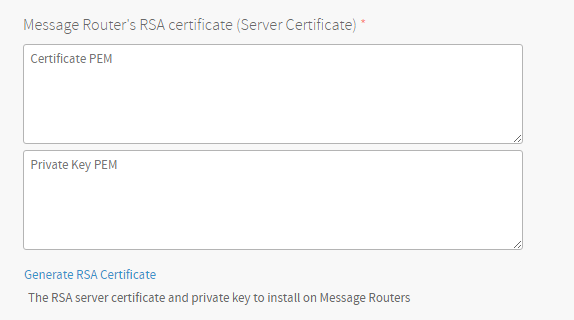 Message Router's RSA certificate (Server Certificate) *
Certificate PEM
Private Key PEM
Generate RSA Certificate
The RSA server certificate and private key to install on Message Routers